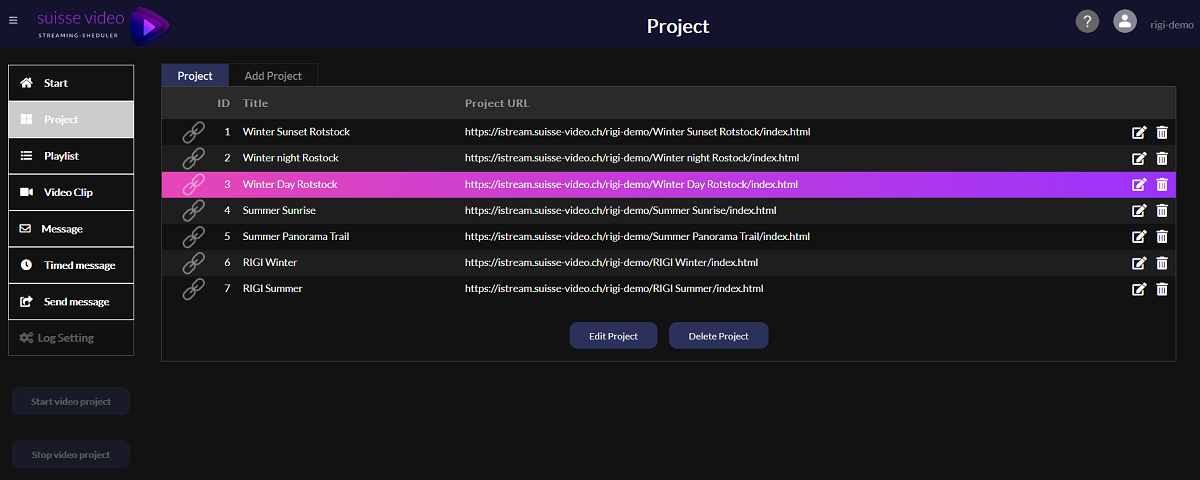 suisse video
STREAMING-SHEDULER
Project
?
rigi-demo
Start
Project
Playlist
Video Clip
Message
Timed message
Send message
Log Setting
Start video project
Stop video project
Project Add Project
ID Title Project URL
1 Winter Sunset Rotstock https://istream.suisse-video.ch/rigi-demo/Winter Sunset Rotstock/index.html
2 Winter night Rostock https://istream.suisse-video.ch/rigi-demo/Winter night Rostock/index.html
3 Winter Day Rotstock https://istream.suisse-video.ch/rigi-demo/Winter Day Rotstock/index.html
4 Summer Sunrise https://istream.suisse-video.ch/rigi-demo/Summer Sunrise/index.html
5 Summer Panorama Trail https://istream.suisse-video.ch/rigi-demo/Summer Panorama Trail/index.html
6 RIGI Winter https://istream.suisse-video.ch/rigi-demo/RIGI Winter/index.html
7 RIGI Summer https://istream.suisse-video.ch/rigi-demo/RIGI Summer/index.html
Edit Project Delete Project